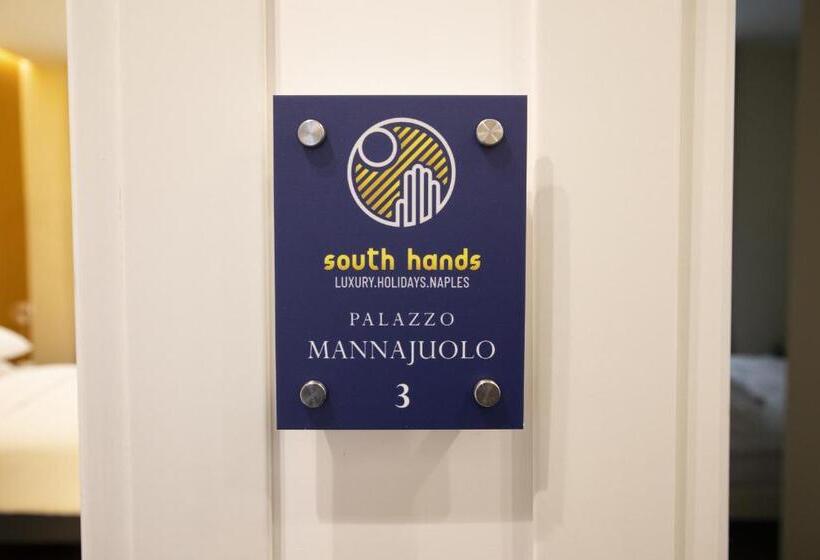 south hands
LUXURY.HOLIDAYS.NAPLES
PALAZZO
MANNAJUOLO
3